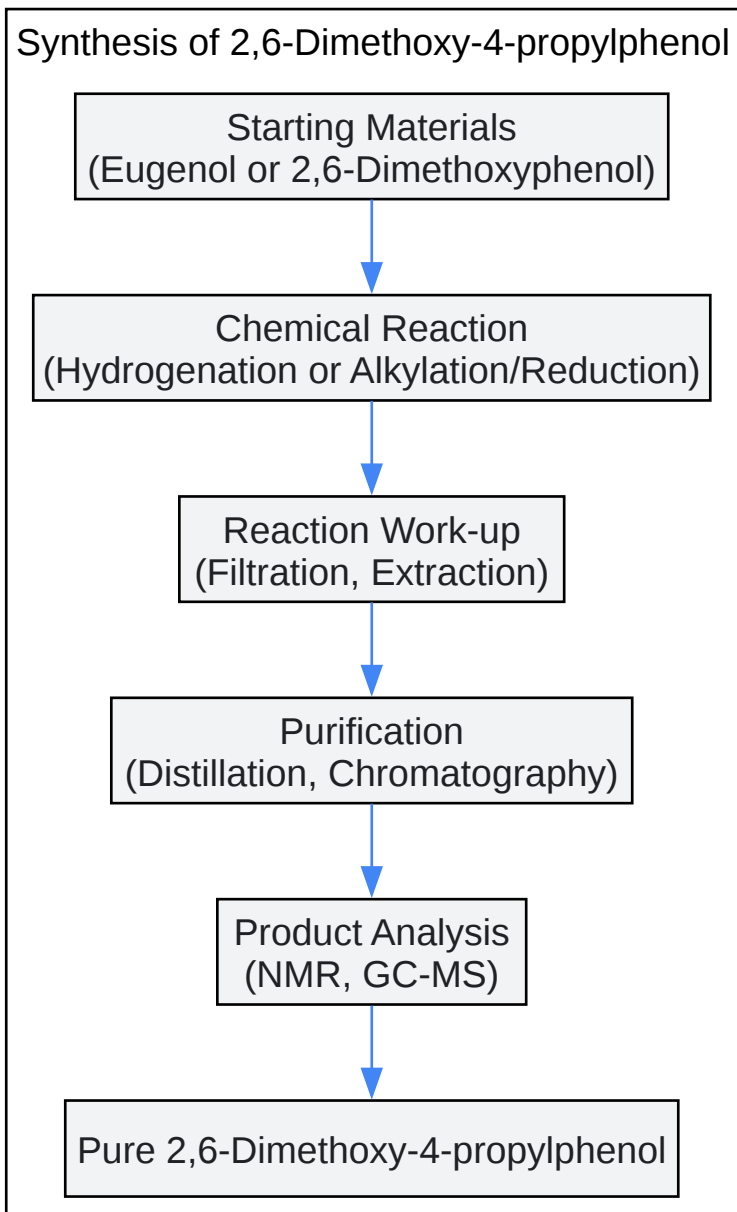 Synthesis of 2,6-Dimethoxy-4-propylphenol
Starting Materials
(Eugenol or 2,6-Dimethoxyphenol)
Chemical Reaction
(Hydrogenation or Alkylation/Reduction)
Reaction Work-up
(Filtration, Extraction)
Purification
(Distillation, Chromatography)
Product Analysis
(NMR, GC-MS)
Pure 2,6-Dimethoxy-4-propylphenol